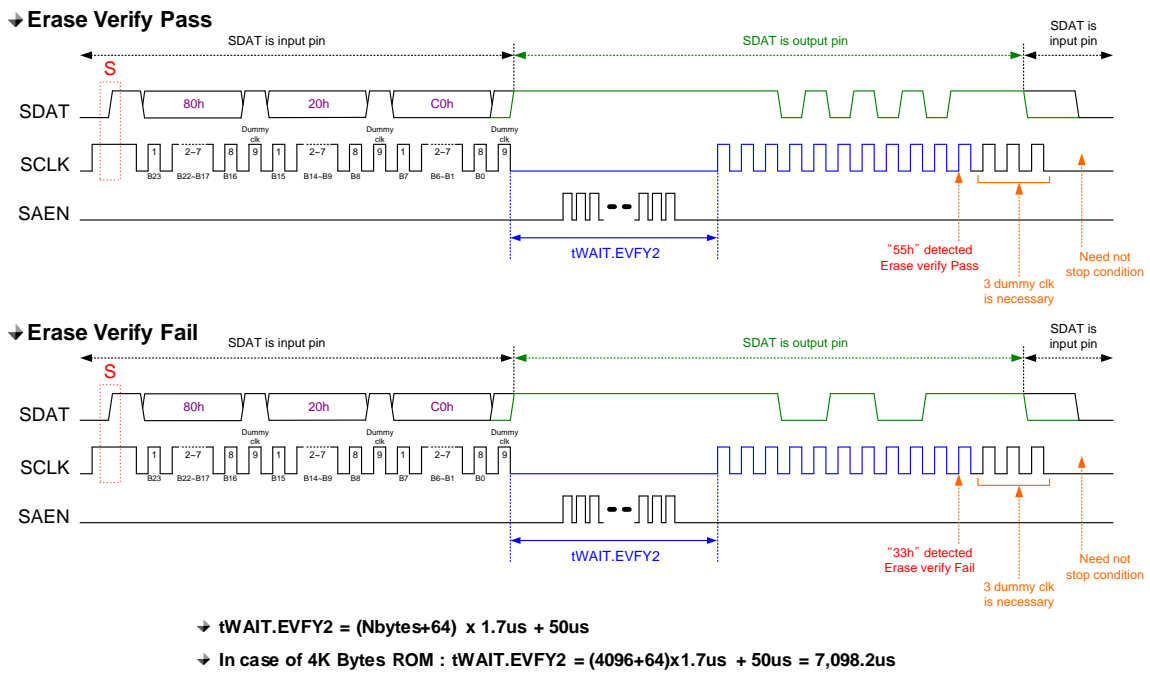 Erase Verify Pass
SDAT is input pin
SDAT is output pin
SDAT is
input pin
S
SDAT
80h
20h
C0h
Dummy
clk
Dummy
clk
Dummy
clk
SCLK
1
2~7
8
9
1
2~7
8
9
1
2~7
8
9
B23
B22~B17
B16
B15
B14~B9
B8
B7
B6~B1
B0
SAEN
tWAIT.EVFY2
"55h" detected
Erase verify Pass
3 dummy clk
is necessary
Need not
stop condition
Erase Verify Fail
SDAT is input pin
SDAT is output pin
SDAT is
input pin
S
SDAT
80h
20h
C0h
Dummy
clk
Dummy
clk
Dummy
clk
SCLK
1
2~7
8
9
1
2~7
8
9
1
2~7
8
9
B23
B22~B17
B16
B15
B14~B9
B8
B7
B6~B1
B0
SAEN
tWAIT.EVFY2
"33h" detected
Erase verify Fail
3 dummy clk
is necessary
Need not
stop condition
tWAIT.EVFY2 = (Nbytes+64) x 1.7us + 50us
In case of 4K Bytes ROM : tWAIT.EVFY2 = (4096+64)x1.7us + 50us = 7,098.2us